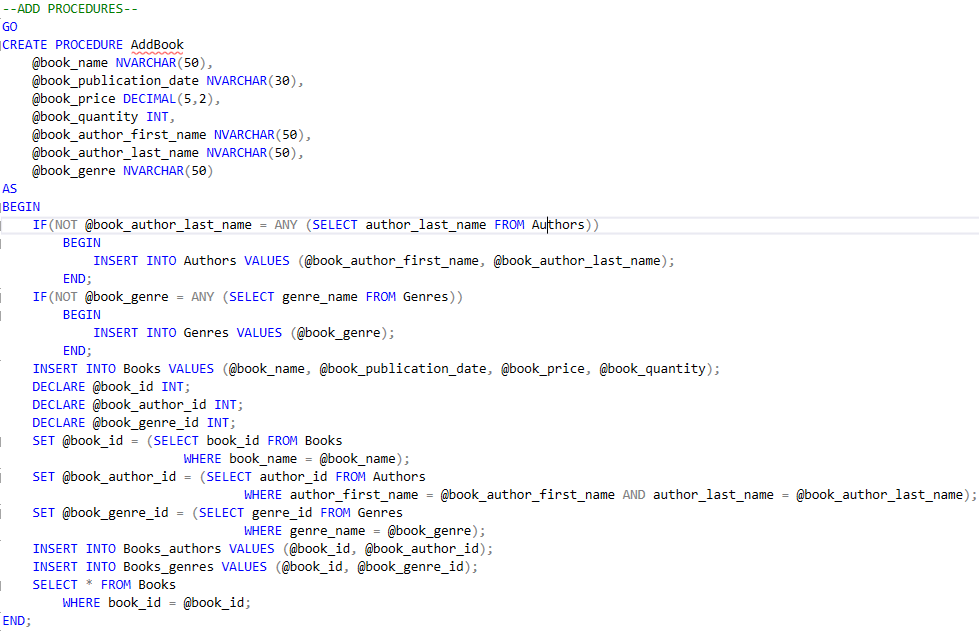 --ADD PROCEDURES--
GO
CREATE PROCEDURE AddBook
    @book_name NVARCHAR(50),
    @book_publication_date NVARCHAR(30),
    @book_price DECIMAL(5,2),
    @book_quantity INT,
    @book_author_first_name NVARCHAR(50),
    @book_author_last_name NVARCHAR(50),
    @book_genre NVARCHAR(50)
AS
BEGIN
    IF(NOT @book_author_last_name = ANY (SELECT author_last_name FROM Authors))
        BEGIN
            INSERT INTO Authors VALUES (@book_author_first_name, @book_author_last_name);
        END;
    IF(NOT @book_genre = ANY (SELECT genre_name FROM Genres))
        BEGIN
            INSERT INTO Genres VALUES (@book_genre);
        END;
    INSERT INTO Books VALUES (@book_name, @book_publication_date, @book_price, @book_quantity);
    DECLARE @book_id INT;
    DECLARE @book_author_id INT;
    DECLARE @book_genre_id INT;
    SET @book_id = (SELECT book_id FROM Books
                        WHERE book_name = @book_name);
    SET @book_author_id = (SELECT author_id FROM Authors
                                WHERE author_first_name = @book_author_first_name AND author_last_name = @book_author_last_name);
    SET @book_genre_id = (SELECT genre_id FROM Genres
                                WHERE genre_name = @book_genre);
    INSERT INTO Books_authors VALUES (@book_id, @book_author_id);
    INSERT INTO Books_genres VALUES (@book_id, @book_genre_id);
    SELECT * FROM Books
        WHERE book_id = @book_id;
END;